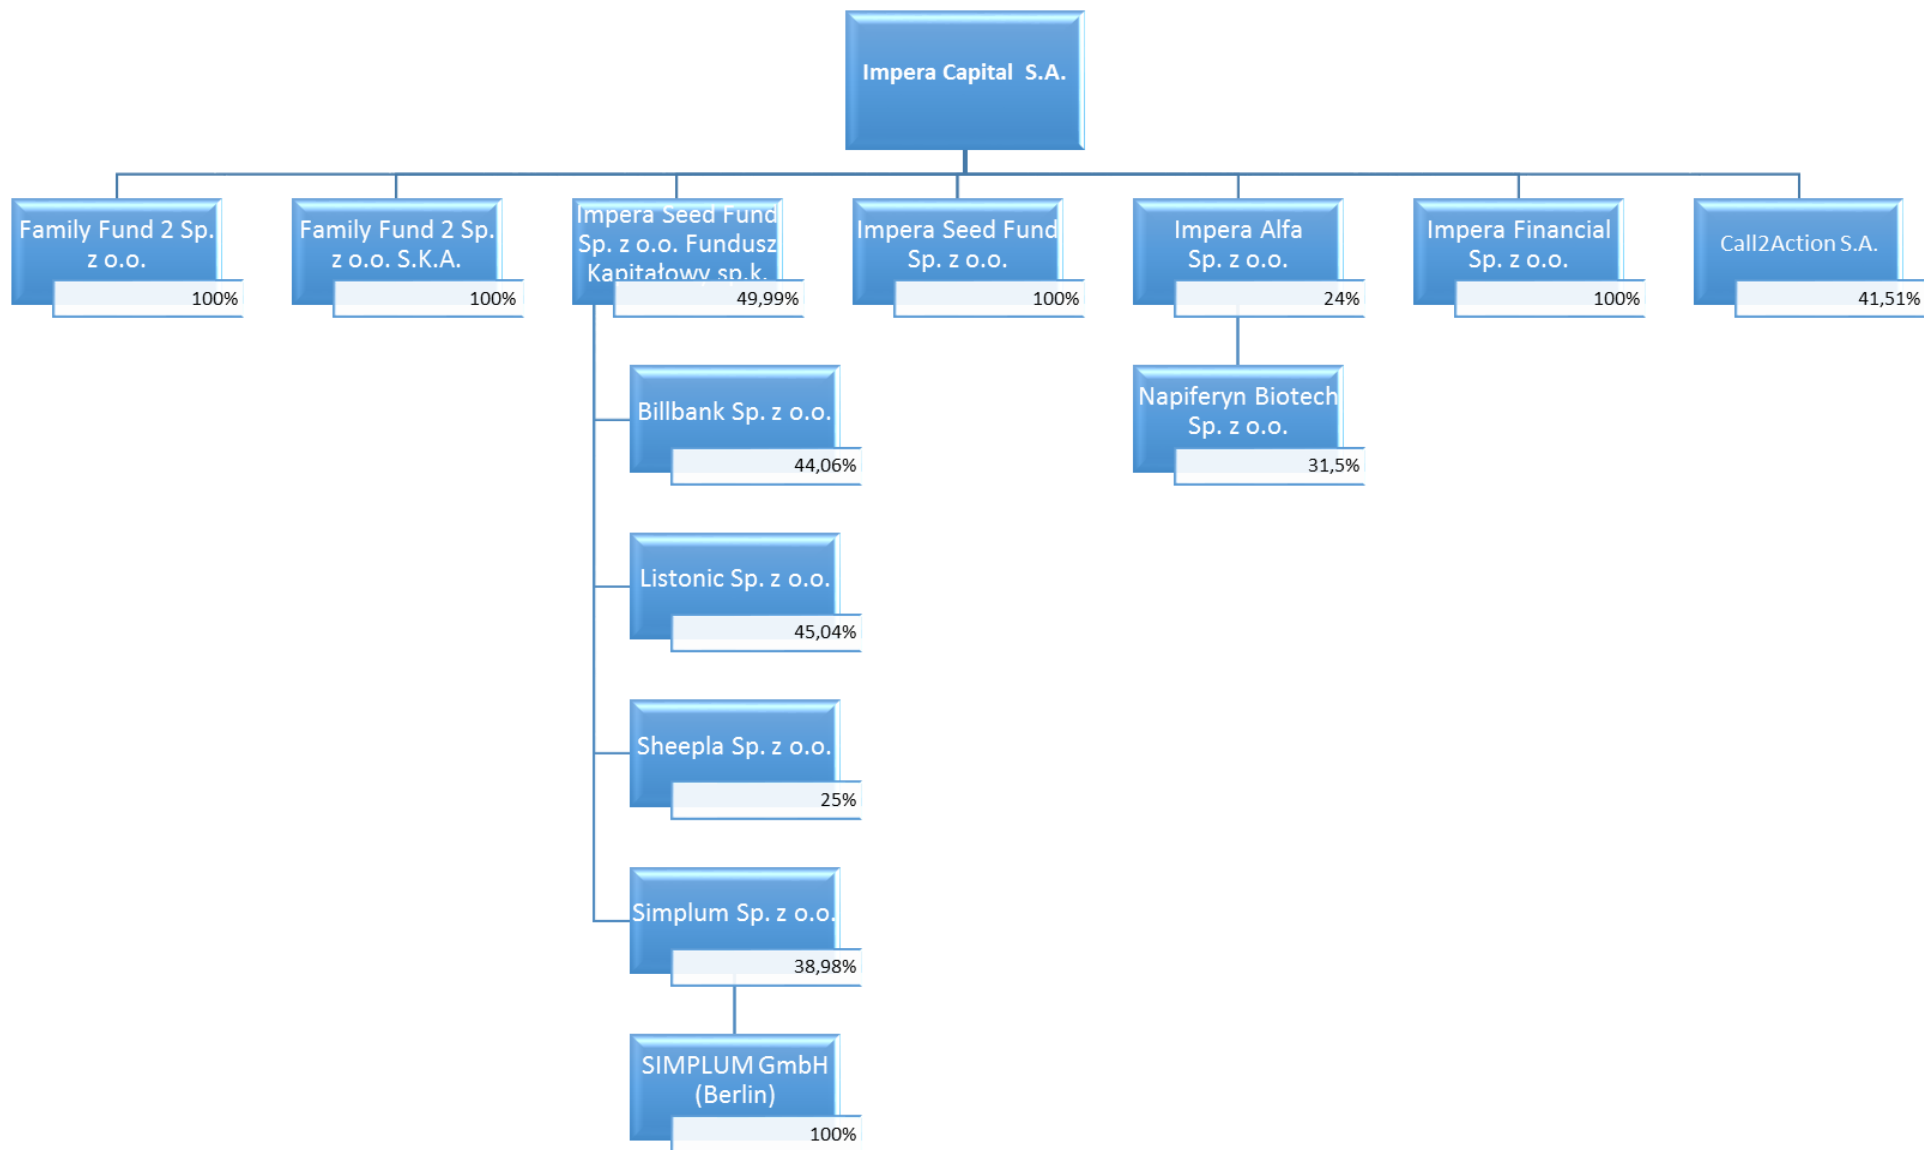 Impera Capital  S.A.
Family Fund 2 Sp.
z o.o.
100%
Family Fund 2 Sp.
z o.o. S.K.A.
100%
Impera Seed Fund
Sp. z o.o. Fundusz
Kapitałowy sp.k.
49,99%
Impera Seed Fund
Sp. z o.o.
100%
Impera Alfa
Sp. z o.o.
24%
Impera Financial
Sp. z o.o.
100%
Call2Action S.A.
41,51%
Billbank Sp. z o.o.
44,06%
Napiferyn Biotech
Sp. z o.o.
31,5%
Listonic Sp. z o.o.
45,04%
Sheepla Sp. z o.o.
25%
Simplum Sp. z o.o.
38,98%
SIMPLUM GmbH
(Berlin)
100%